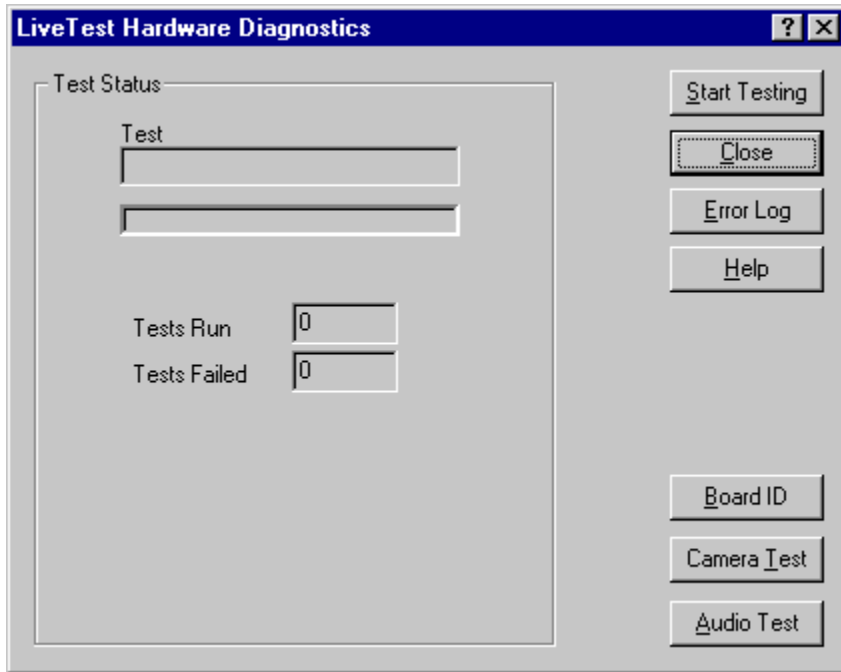 LiveTest Hardware Diagnostics
Test Status
Test
Tests Run 0
Tests Failed 0
Start Testing
Close
Error Log
Help
Board ID
Camera Test
Audio Test